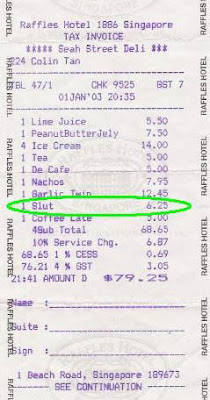 Raffles Hotel 1886 Singapore
TAX INVOICE
***** Seah Street Deli *****
#224 Colin Tan
TBL 47/1 CHK 9525 GST 7
01JAN'03 20:35
1 Lime Juice 5.50
1 PeanutButterJely 7.50
4 Ice Cream 14.00
1 Tea 5.00
1 De Cafe 5.00
1 Nachos 7.95
1 Garlic Twin 12.45
1 Slut 6.25
1 Coffee Late 5.00
4Sub Total 68.65
10% Service Chg. 6.87
68.65 1 % CESS 0.69
76.21 4 % GST 3.05
21:41 AMOUNT D $79.25
Name :
Suite :
Sign :
1 Beach Road, Singapore 189673
SEE CONTINUATION
RAFFLES HOTEL
RAFFLES HOTEL
RAFFLES HOTEL
RAFFLES HOTEL
RAFFLES HOTEL
RAFFLES HOTEL